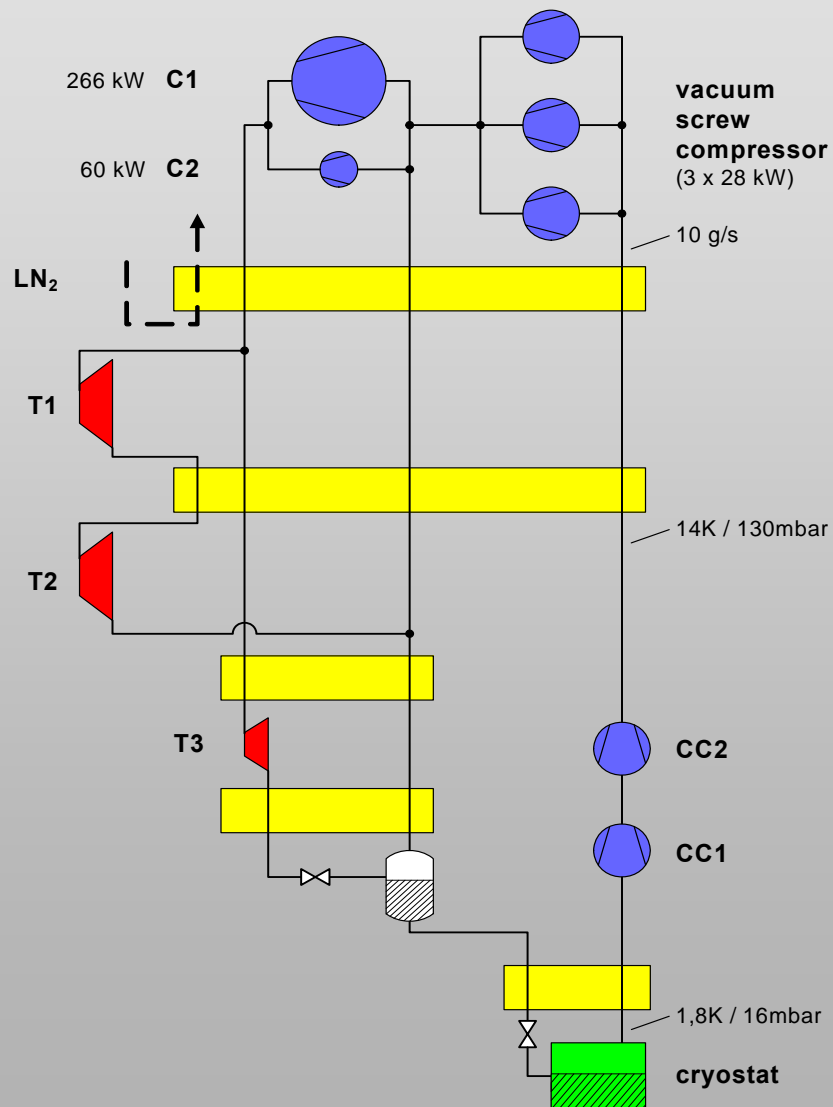 266 kW C1
60 kW C2
vacuum
screw
compressor
(3 x 28 kW)
10 g/s
LN₂
T1
14K / 130mbar
T2
T3
CC2
CC1
1,8K / 16mbar
cryostat